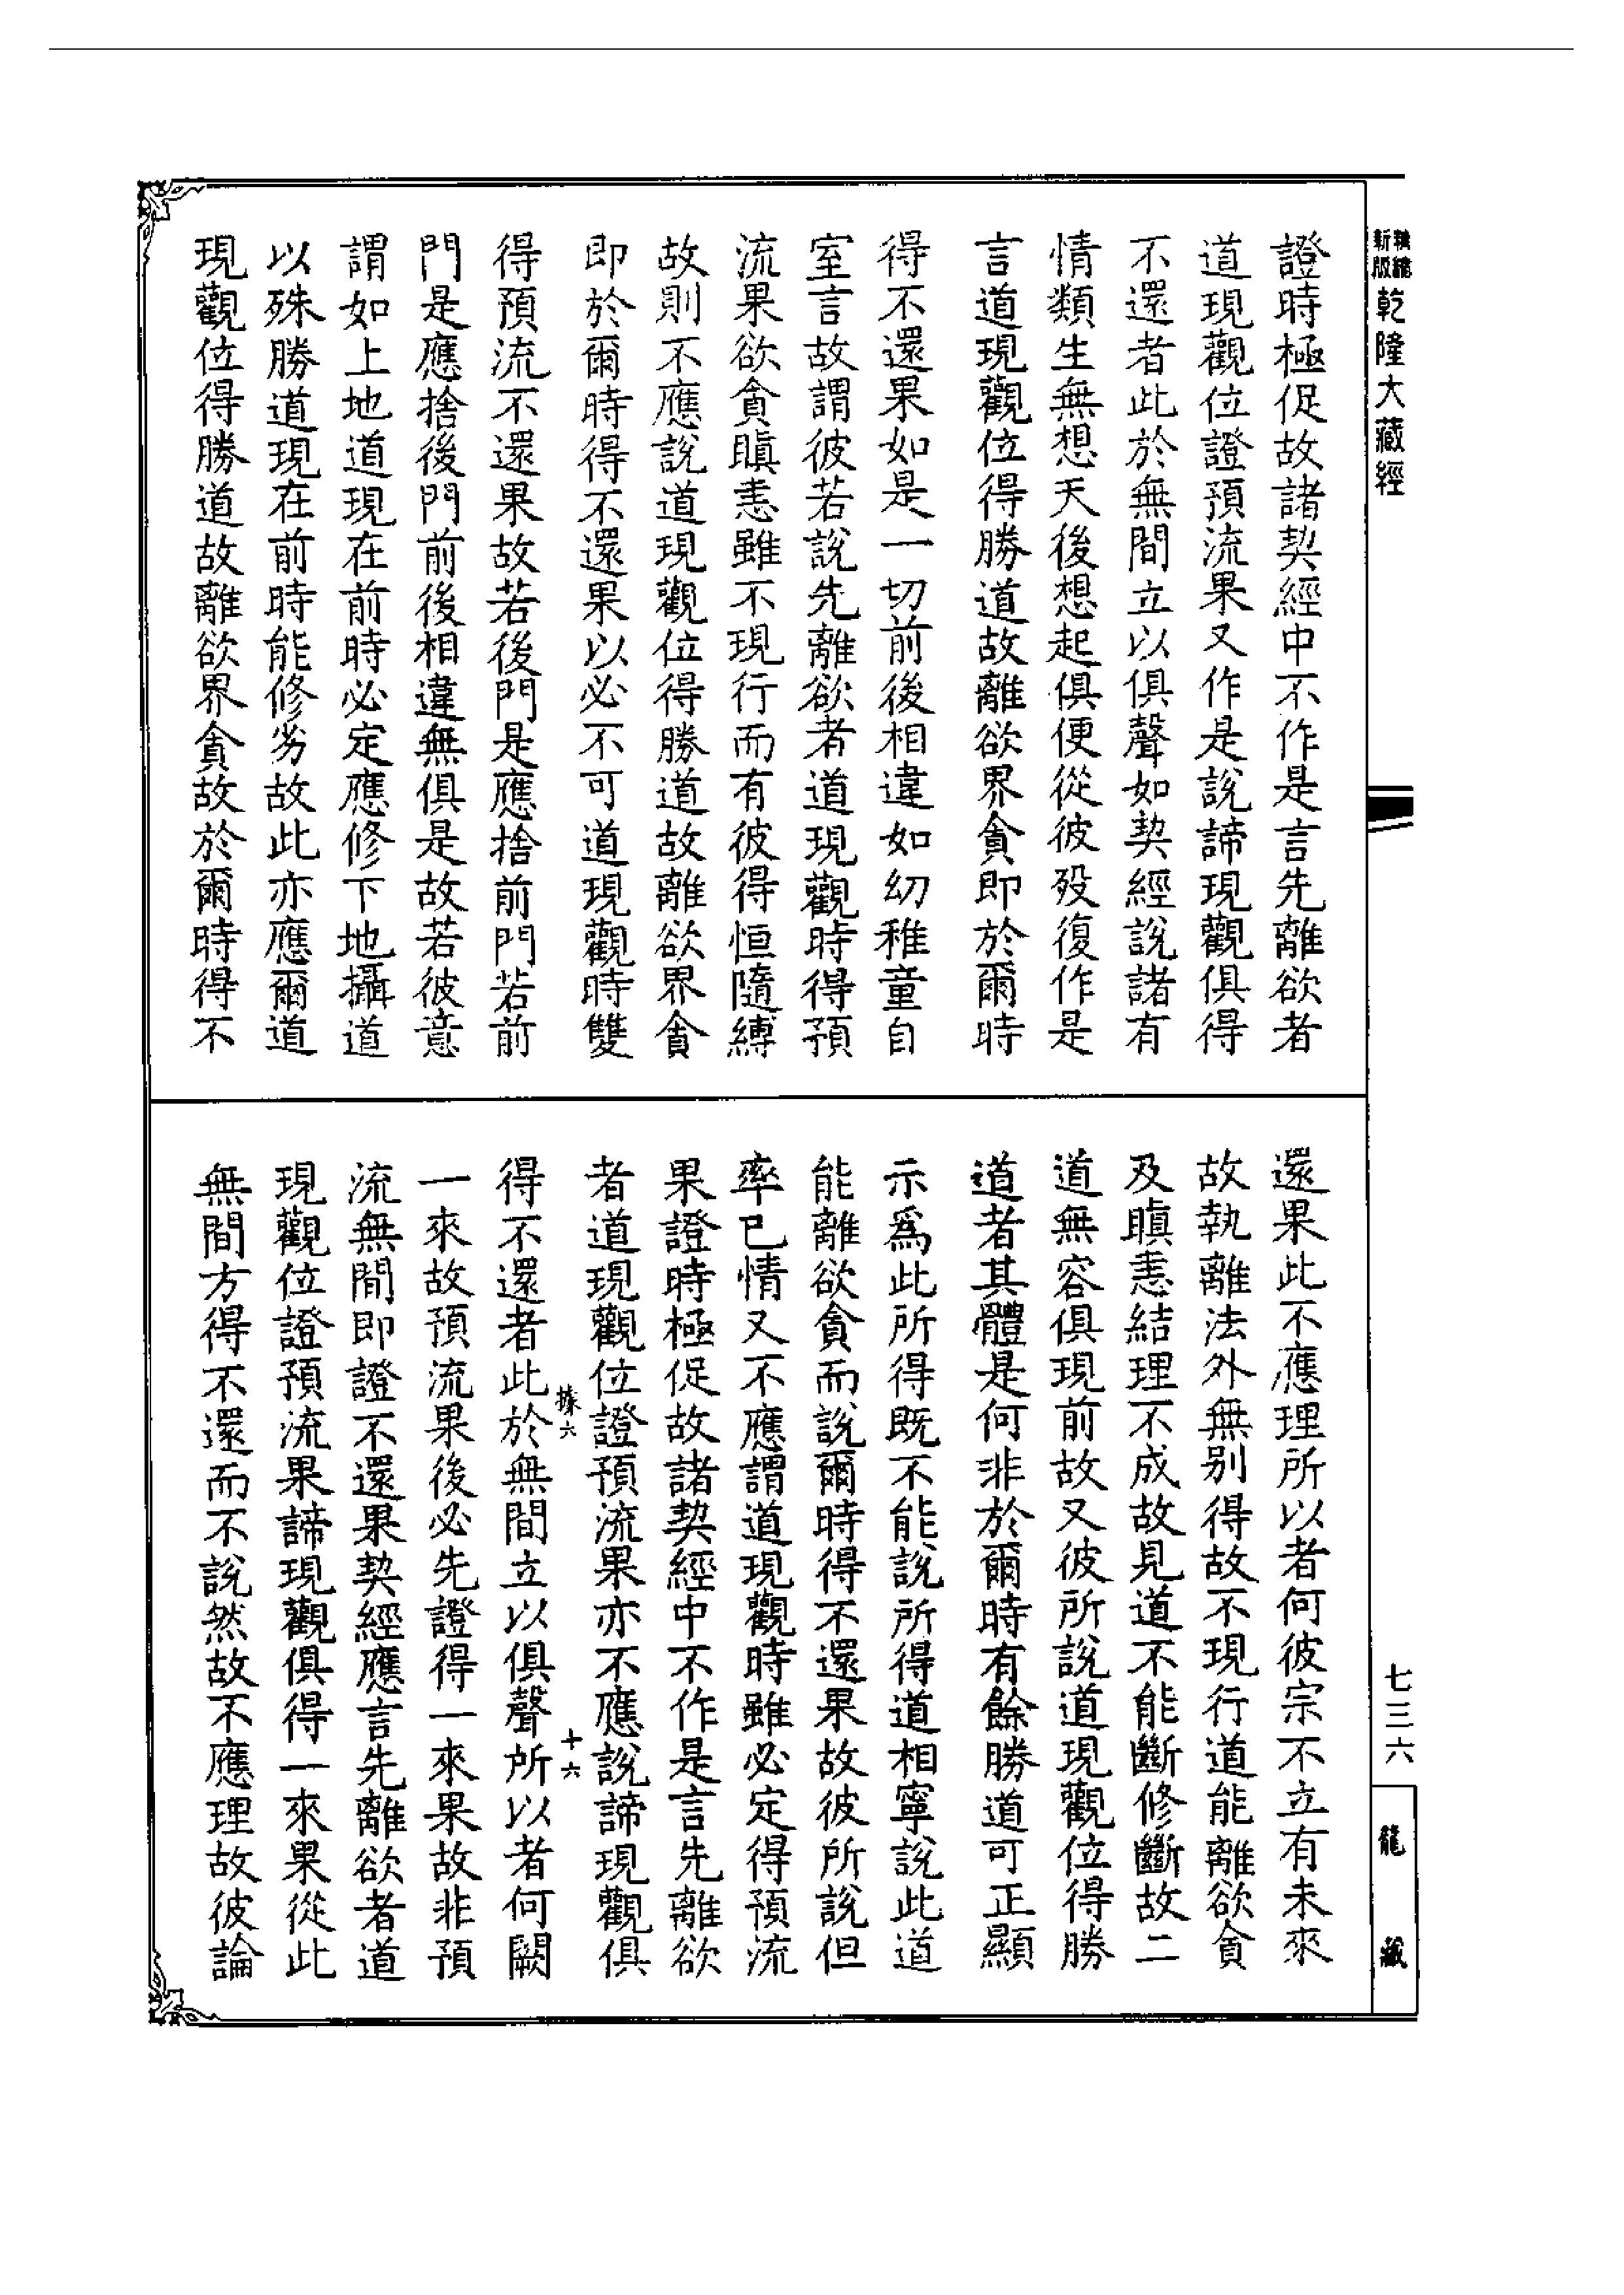 精縮
新版
乾隆大藏經
證時極促故諸契經中不作是言先離欲者
道現觀位證預流果又作是說諦現觀俱得
不還者此於無間立以俱聲如契經說諸有
情類生無想天後想起俱便從彼歿復作是
言道現觀位得勝道故離欲界貪即於爾時
得不還果如是一切前後相違如幼稚童自
室言故謂彼若說先離欲者道現觀時得預
流果欲貪瞋恚雖不現行而有彼得恒隨縛
故則不應說道現觀位得勝道故離欲界貪
即於爾時得不還果以必不可道現觀時雙
得預流不還果故若後門是應捨前門若前
門是應捨後門前後相違無俱是故若彼意
謂如上地道現在前時必定應修下地攝道
以殊勝道現在前時能修劣故此亦應爾道
現觀位得勝道故離欲界貪故於爾時得不
還果此不應理所以者何彼宗不立有未來
故執離法外無別得故不現行道能離欲貪
及瞋恚結理不成故見道不能斷修斷故二
道無容俱現前故又彼所說道現觀位得勝
道者其體是何非於爾時有餘勝道可正顯
示為此所得既不能說所得道相寧說此道
能離欲貪而說爾時得不還果故彼所說但
率己情又不應謂道現觀時雖必定得預流
果證時極促故諸契經中不作是言先離欲
者道現觀位證預流果亦不應說諦現觀俱
據六
十六
得不還者此於無間立以俱聲所以者何闕
一來故預流果後必先證得一來果故非預
流無間即證不還果契經應言先離欲者道
現觀位證預流果諦現觀俱得一來果從此
無間方得不還而不說然故不應理故彼論
七三六
龍
藏